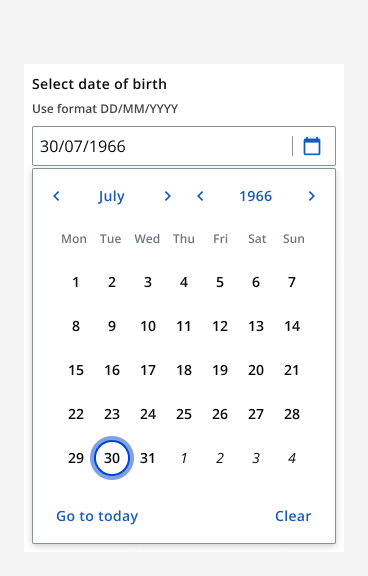 Select date of birth
Use format DD/MM/YYYY
30/07/1966
July 1966
Mon Tue Wed Thu Fri Sat Sun
1 2 3 4 5 6 7
8 9 10 11 12 13 14
15 16 17 18 19 20 21
22 23 24 25 26 27 28
29 30 31 1 2 3 4
Go to today Clear